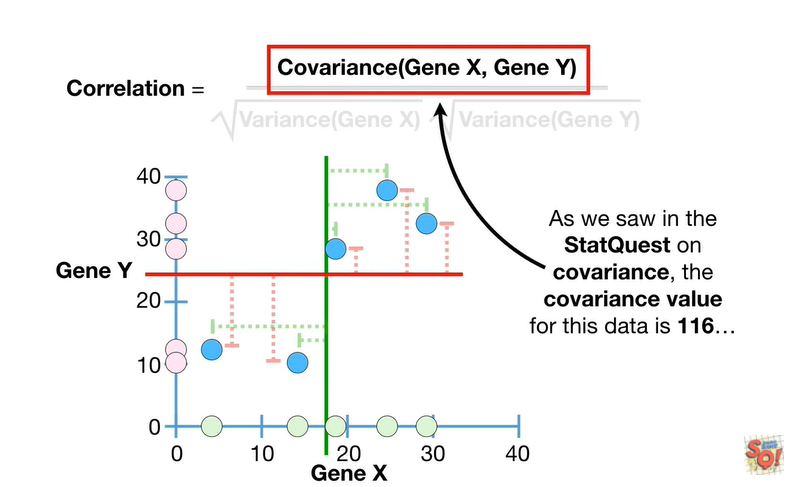 Covariance(Gene X, Gene Y)
Correlation =
Variance(Gene X) Variance(Gene Y)
As we saw in the
StatQuest on
covariance, the
covariance value
for this data is 116…
40
30
Gene Y
20
10
0
0 10 20 30 40
Gene X
SQ!